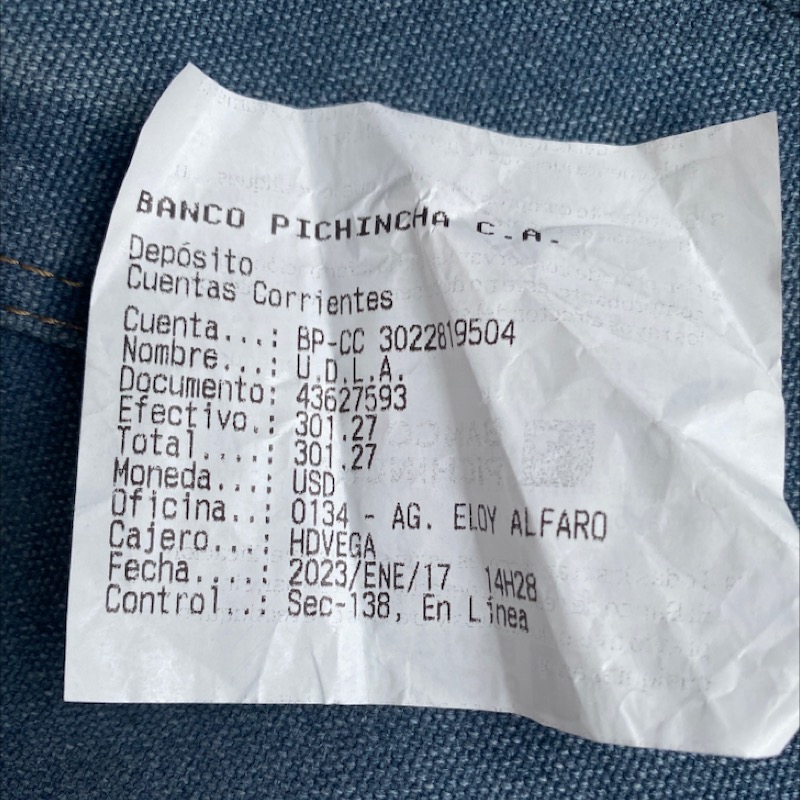 BANCO PICHINCHA C.A.
Depósito
Cuentas Corrientes
Cuenta...: BP-CC 3022819504
Nombre...: U.D.L.A.
Documento: 43627593
Efectivo.: 301.27
Total....: 301.27
Moneda...: USD
Oficina..: 0134 - AG. ELOY ALFARO
Cajero...: HDVEGA
Fecha....: 2023/ENE/17 14H28
Control..: Sec-138, En Línea